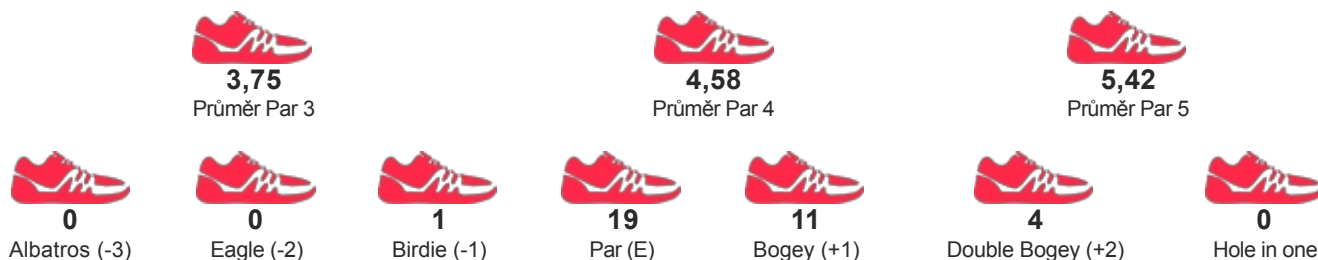 3,75 4,58 5,42
Průměr Par 3 Průměr Par 4 Průměr Par 5
0 0 1 19 11 4 0
Albatros (-3) Eagle (-2) Birdie (-1) Par (E) Bogey (+1) Double Bogey (+2) Hole in one